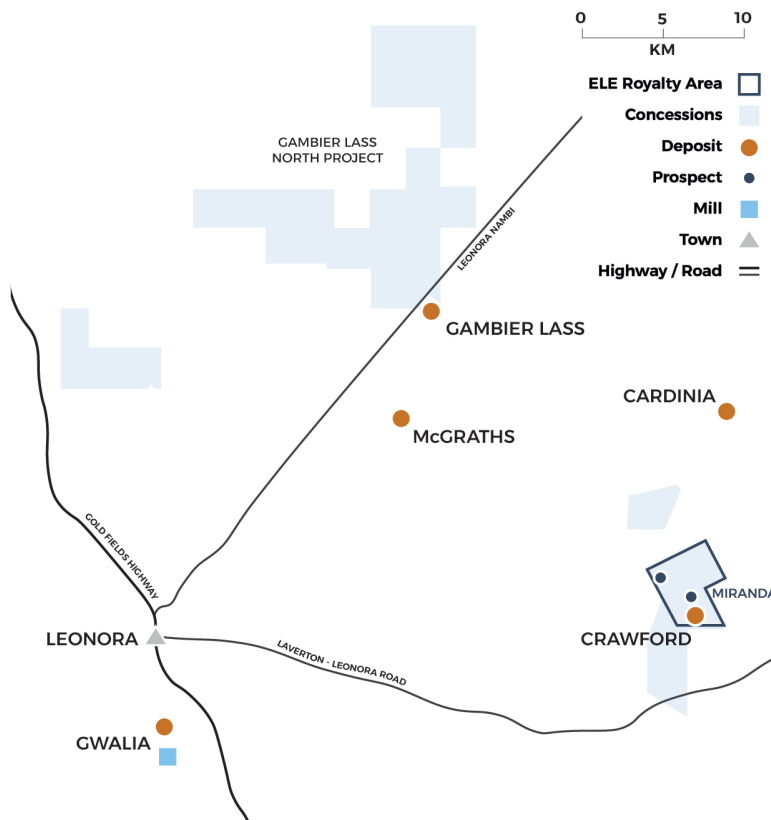 0 5 10
KM
ELE Royalty Area
Concessions
Deposit
Prospect
Mill
Town
Highway / Road
GAMBIER LASS
NORTH PROJECT
LEONORA NAMBI
GAMBIER LASS
CARDINIA
McGRATHS
GOLD FIELDS HIGHWAY
MIRANDA
CRAWFORD
LEONORA
LAVERTON - LEONORA ROAD
GWALIA